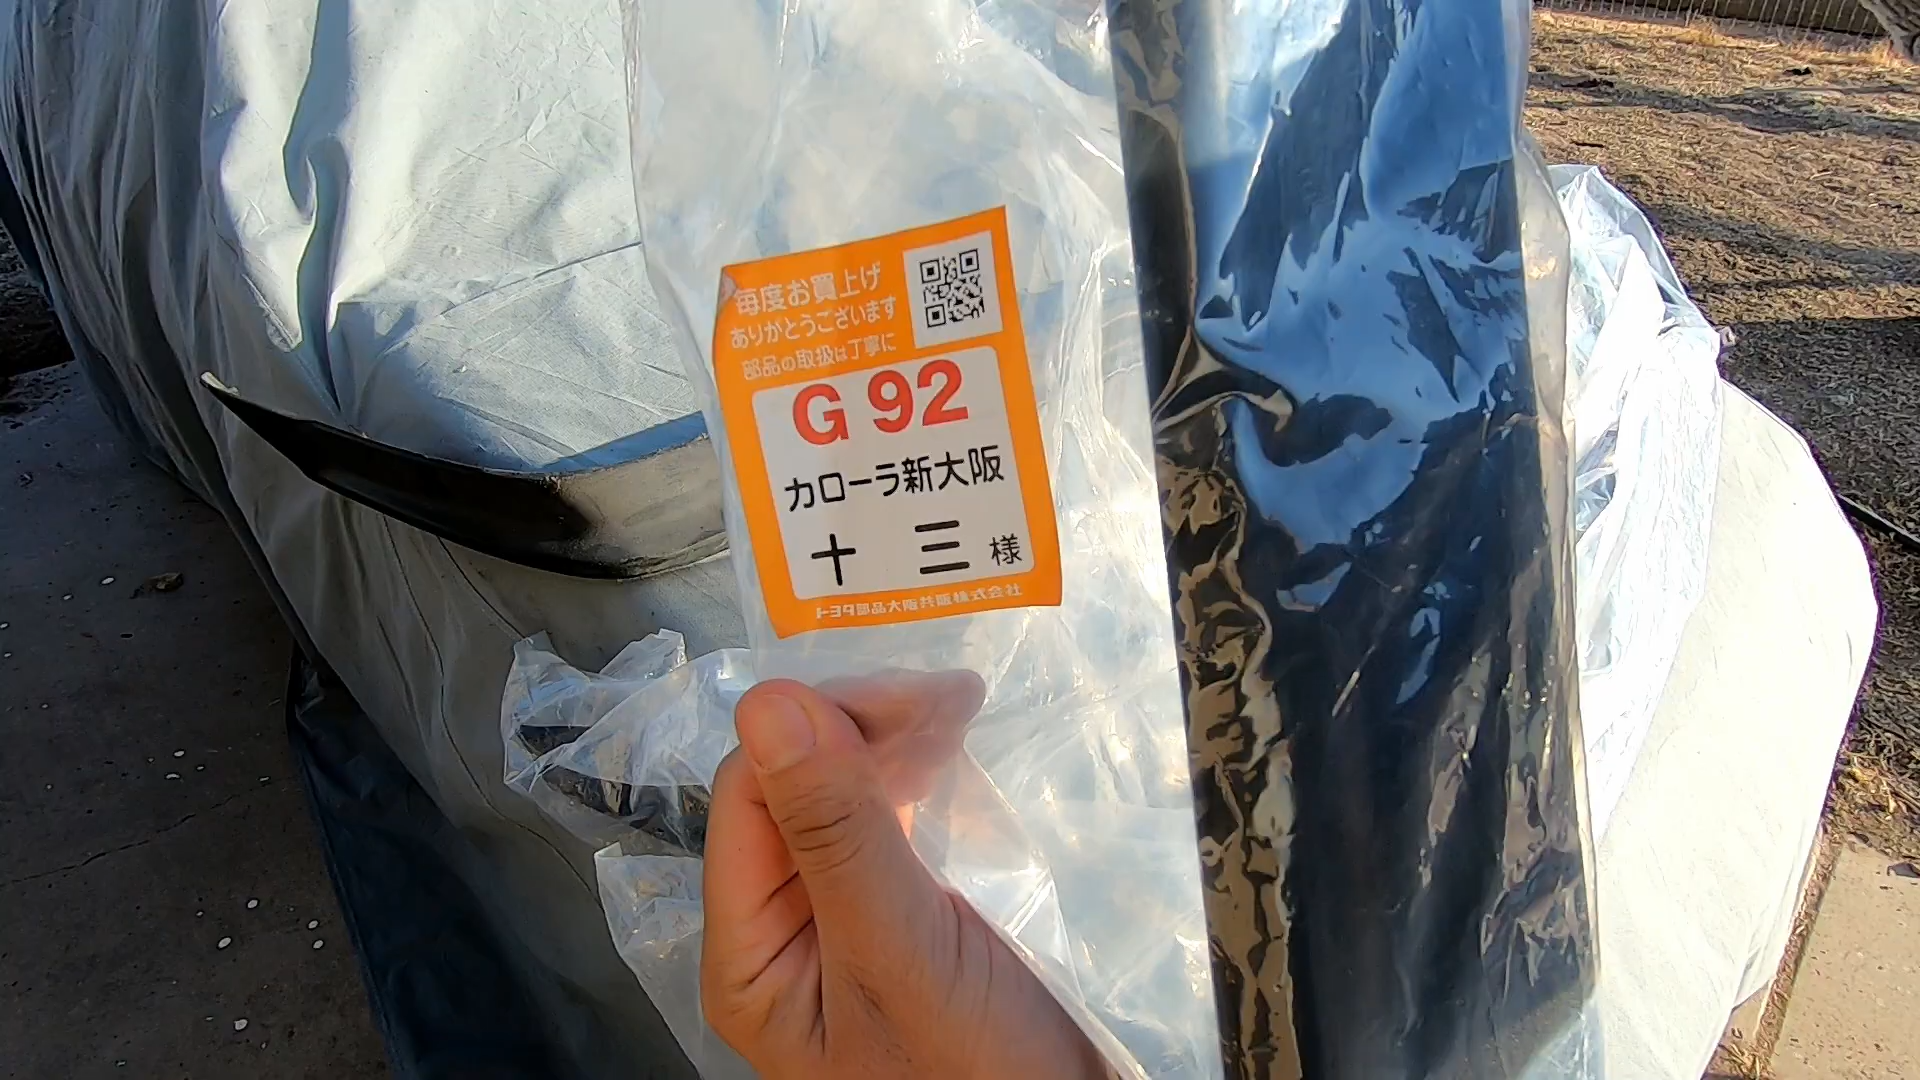 毎度お買上げ
ありがとうございます
部品の取扱は丁寧に
G 92
カローラ新大阪
十 三 様
トヨタ部品大阪共販株式会社